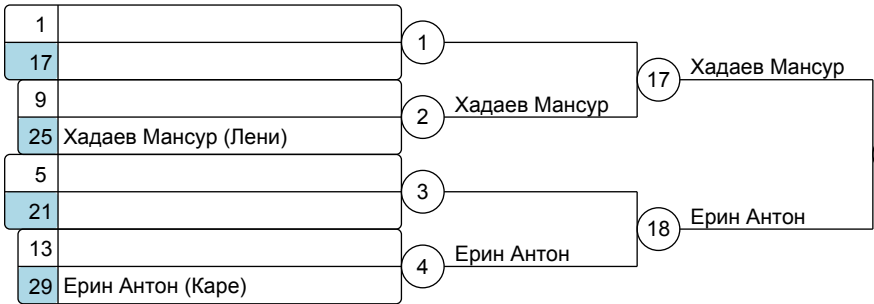 1
17
1
9
25 Хадаев Мансур (Лени)
2 Хадаев Мансур
17 Хадаев Мансур
5
21
3
13
29 Ерин Антон (Каре)
4 Ерин Антон
18 Ерин Антон